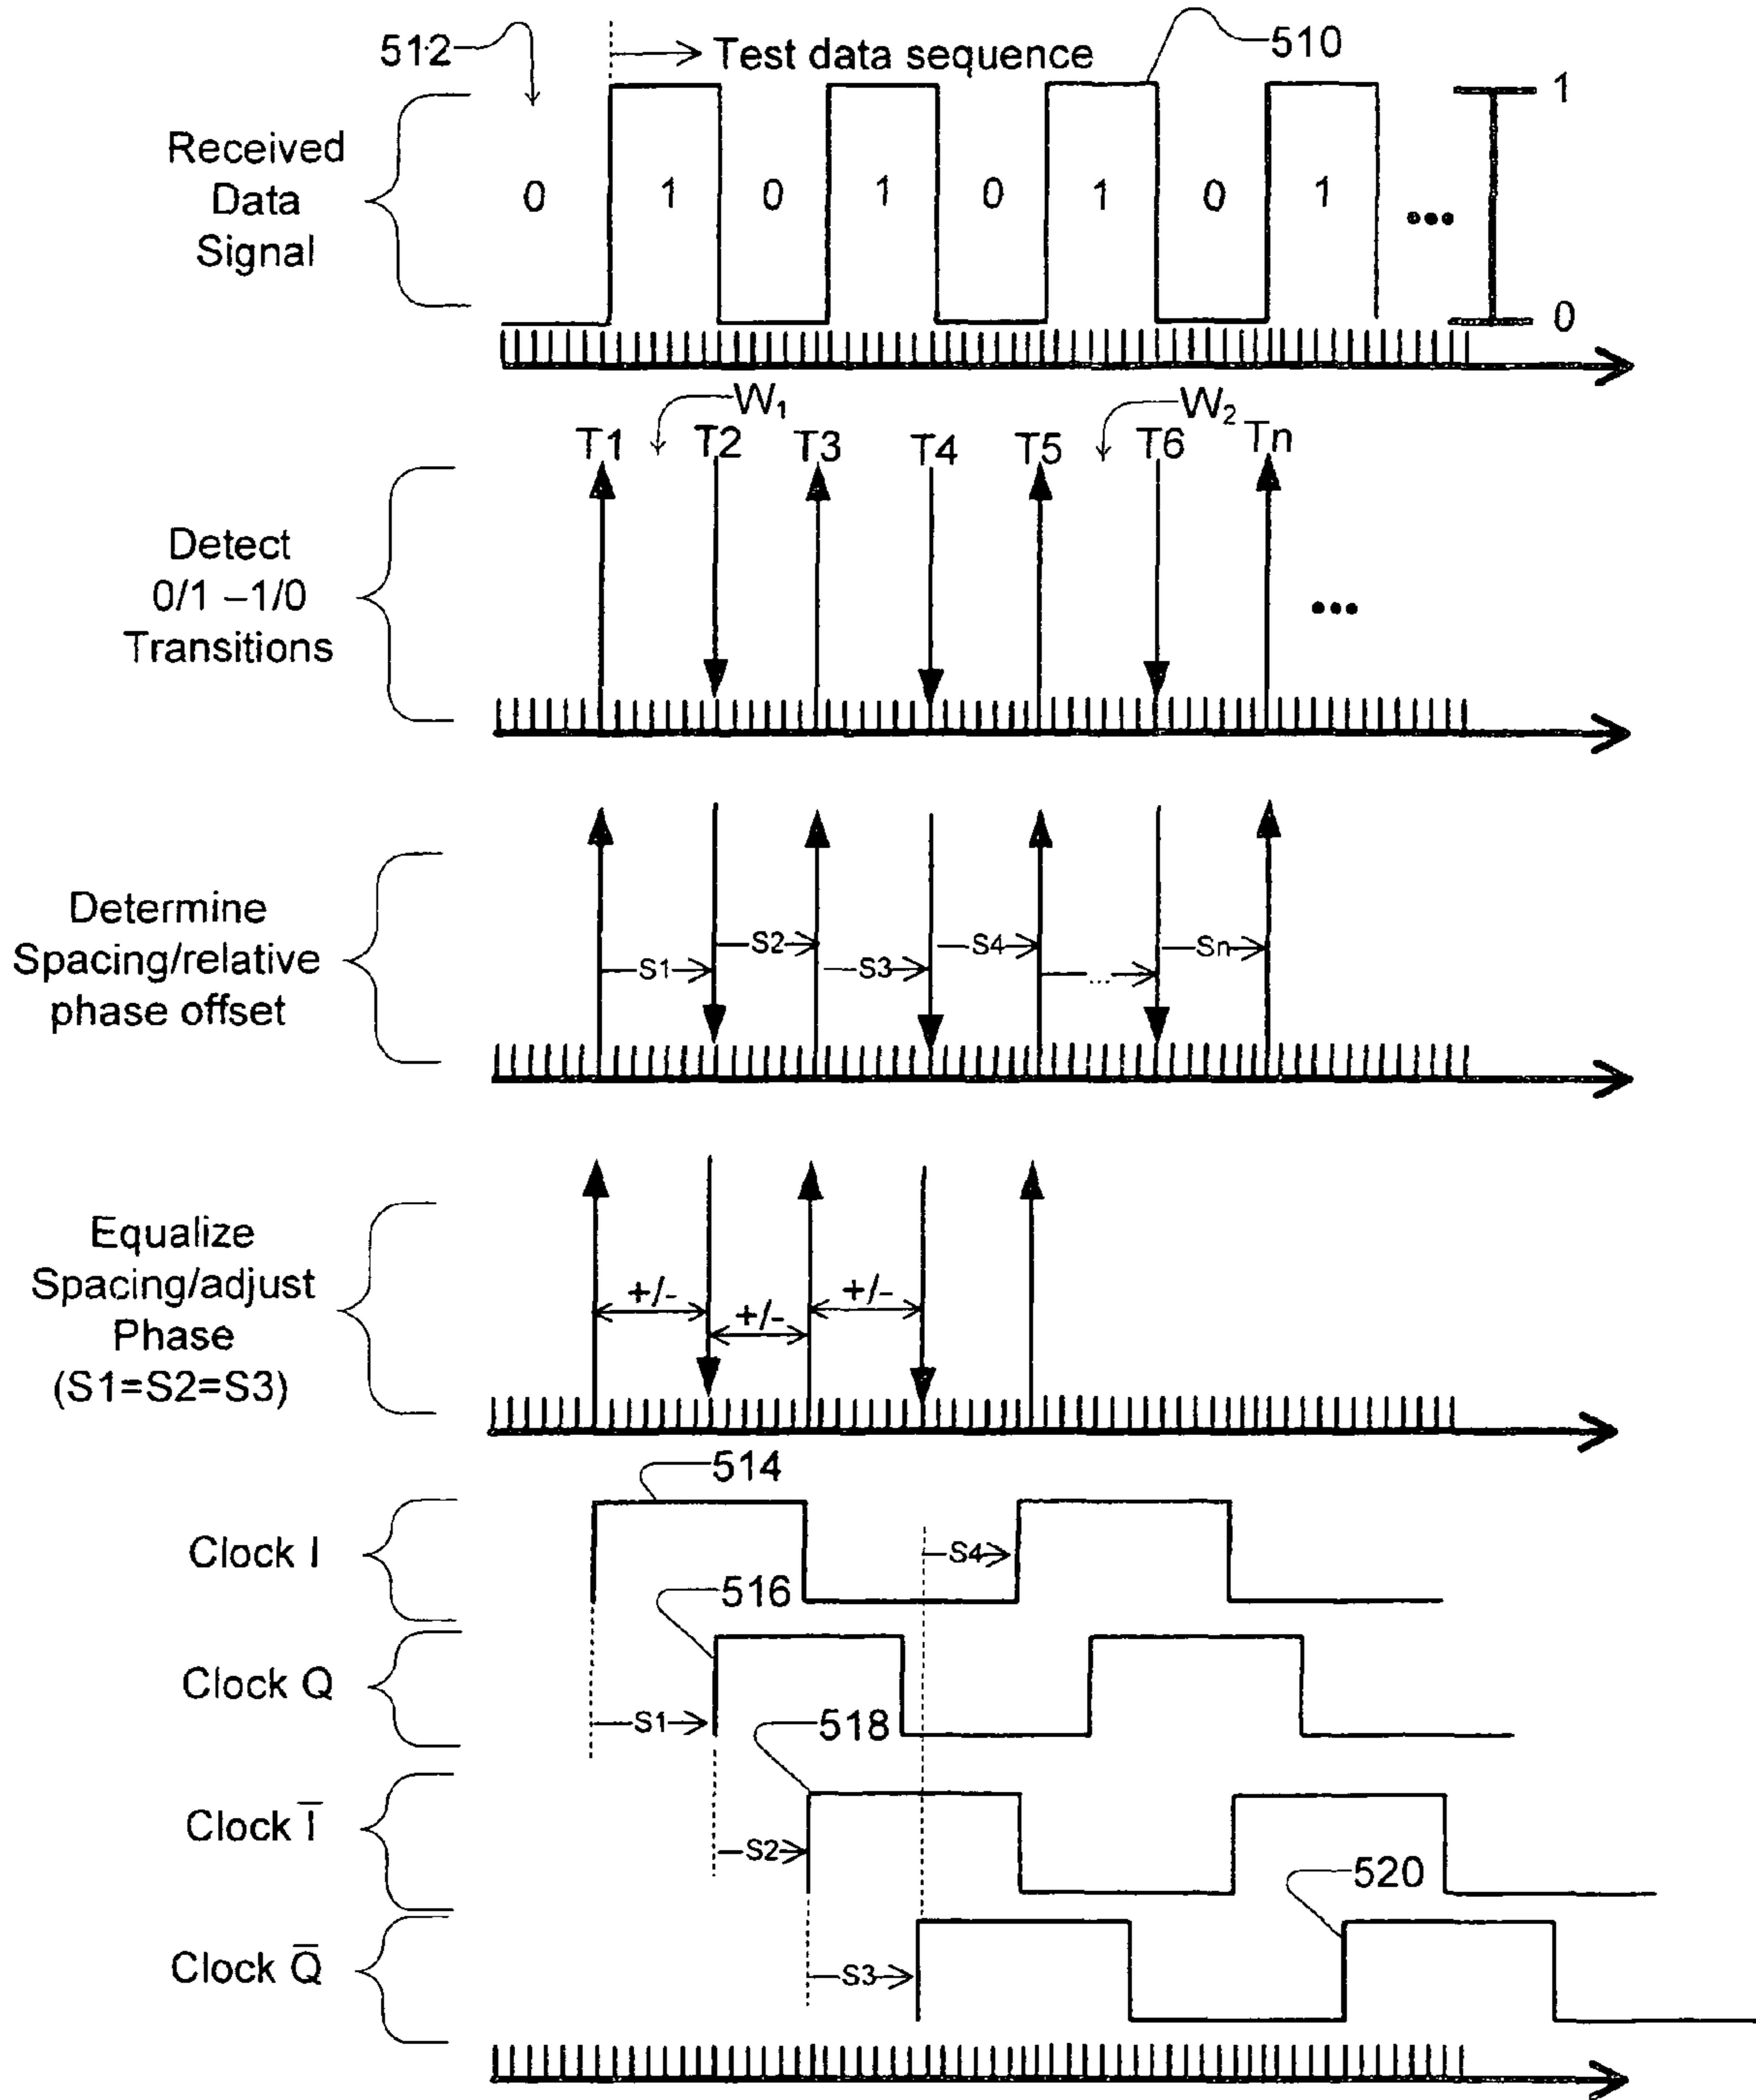 512
Test data sequence
510
1
Received
Data
Signal
0 1 0 1 0 1 0 1 •••
0
W1
W2
T1 T2 T3 T4 T5 T6 Tn
Detect
0/1 –1/0
Transitions
•••
Determine
Spacing/relative
phase offset
S1 S2 S3 S4 ... Sn
Equalize
Spacing/adjust
Phase
(S1=S2=S3)
+/- +/- +/-
514
Clock I
S4
516
Clock Q
S1
518
Clock I̅
S2
520
Clock Q̅
S3